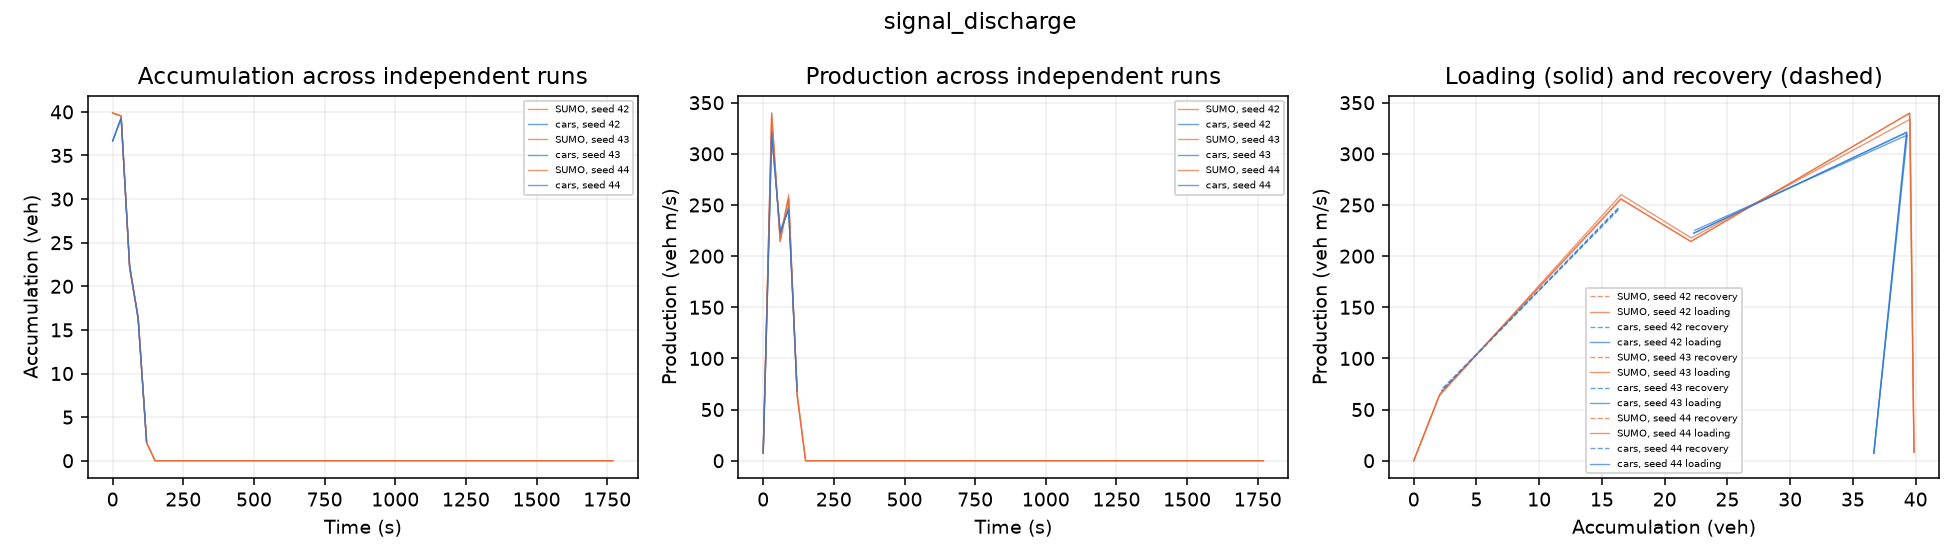 signal_discharge
Accumulation across independent runs
Accumulation (veh)
40
35
30
25
20
15
10
5
0
SUMO, seed 42
cars, seed 42
SUMO, seed 43
cars, seed 43
SUMO, seed 44
cars, seed 44
0 250 500 750 1000 1250 1500 1750
Time (s)
Production across independent runs
Production (veh m/s)
350
300
250
200
150
100
50
0
SUMO, seed 42
cars, seed 42
SUMO, seed 43
cars, seed 43
SUMO, seed 44
cars, seed 44
0 250 500 750 1000 1250 1500 1750
Time (s)
Loading (solid) and recovery (dashed)
Production (veh m/s)
350
300
250
200
150
100
50
0
SUMO, seed 42 recovery
SUMO, seed 42 loading
cars, seed 42 recovery
cars, seed 42 loading
SUMO, seed 43 recovery
SUMO, seed 43 loading
cars, seed 43 recovery
cars, seed 43 loading
SUMO, seed 44 recovery
SUMO, seed 44 loading
cars, seed 44 recovery
cars, seed 44 loading
0 5 10 15 20 25 30 35 40
Accumulation (veh)